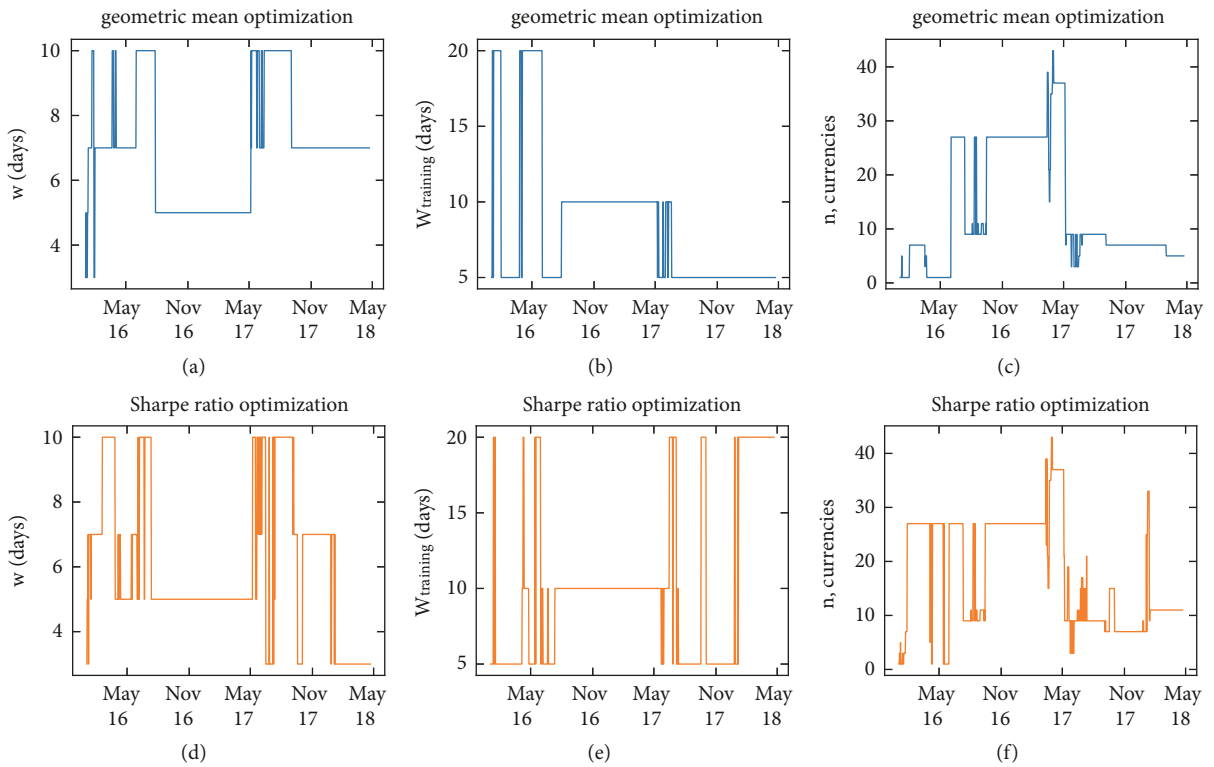 geometric mean optimization
w (days)
10
8
6
4
May
16
Nov
16
May
17
Nov
17
May
18
(a)
geometric mean optimization
Wtraining (days)
20
15
10
5
May
16
Nov
16
May
17
Nov
17
May
18
(b)
geometric mean optimization
n, currencies
40
30
20
10
0
May
16
Nov
16
May
17
Nov
17
May
18
(c)
Sharpe ratio optimization
w (days)
10
8
6
4
May
16
Nov
16
May
17
Nov
17
May
18
(d)
Sharpe ratio optimization
Wtraining (days)
20
15
10
5
May
16
Nov
16
May
17
Nov
17
May
18
(e)
Sharpe ratio optimization
n, currencies
40
30
20
10
0
May
16
Nov
16
May
17
Nov
17
May
18
(f)